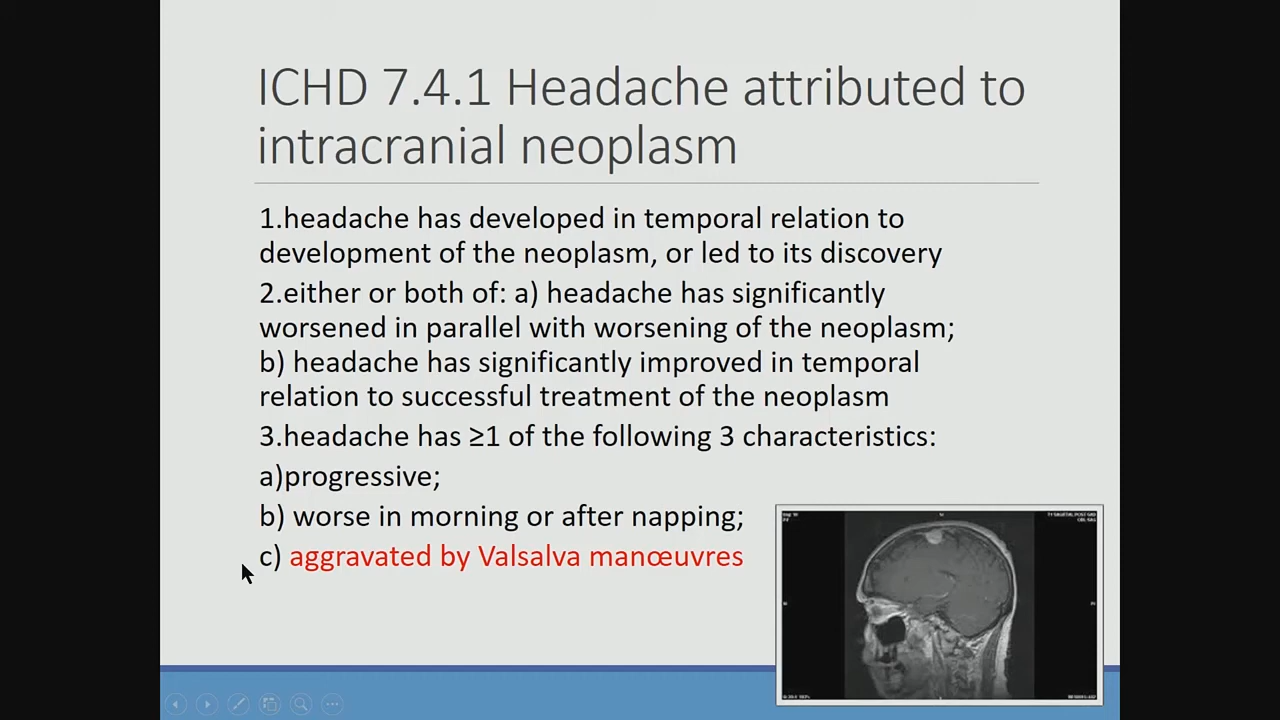 ICHD 7.4.1 Headache attributed to
intracranial neoplasm
1.headache has developed in temporal relation to
development of the neoplasm, or led to its discovery
2.either or both of: a) headache has significantly
worsened in parallel with worsening of the neoplasm;
b) headache has significantly improved in temporal
relation to successful treatment of the neoplasm
3.headache has ≥1 of the following 3 characteristics:
a)progressive;
b) worse in morning or after napping;
c) aggravated by Valsalva manœuvres